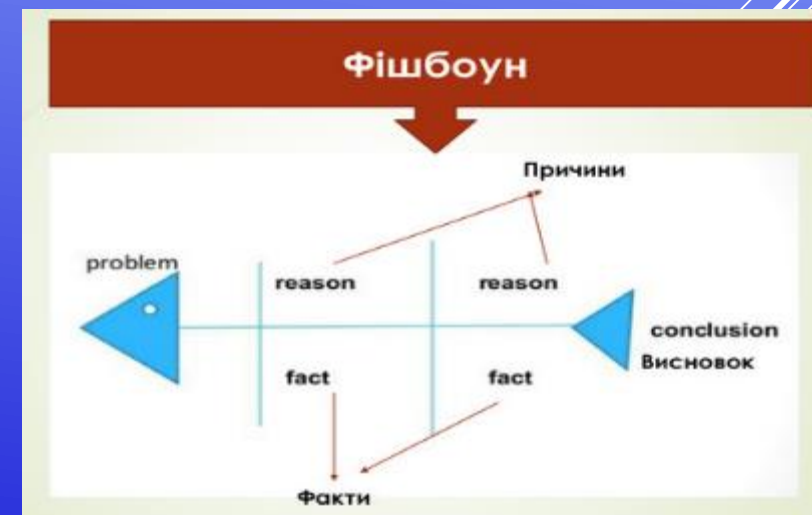 Фішбоун
Причини
problem
reason reason
conclusion
Висновок
fact fact
Факти